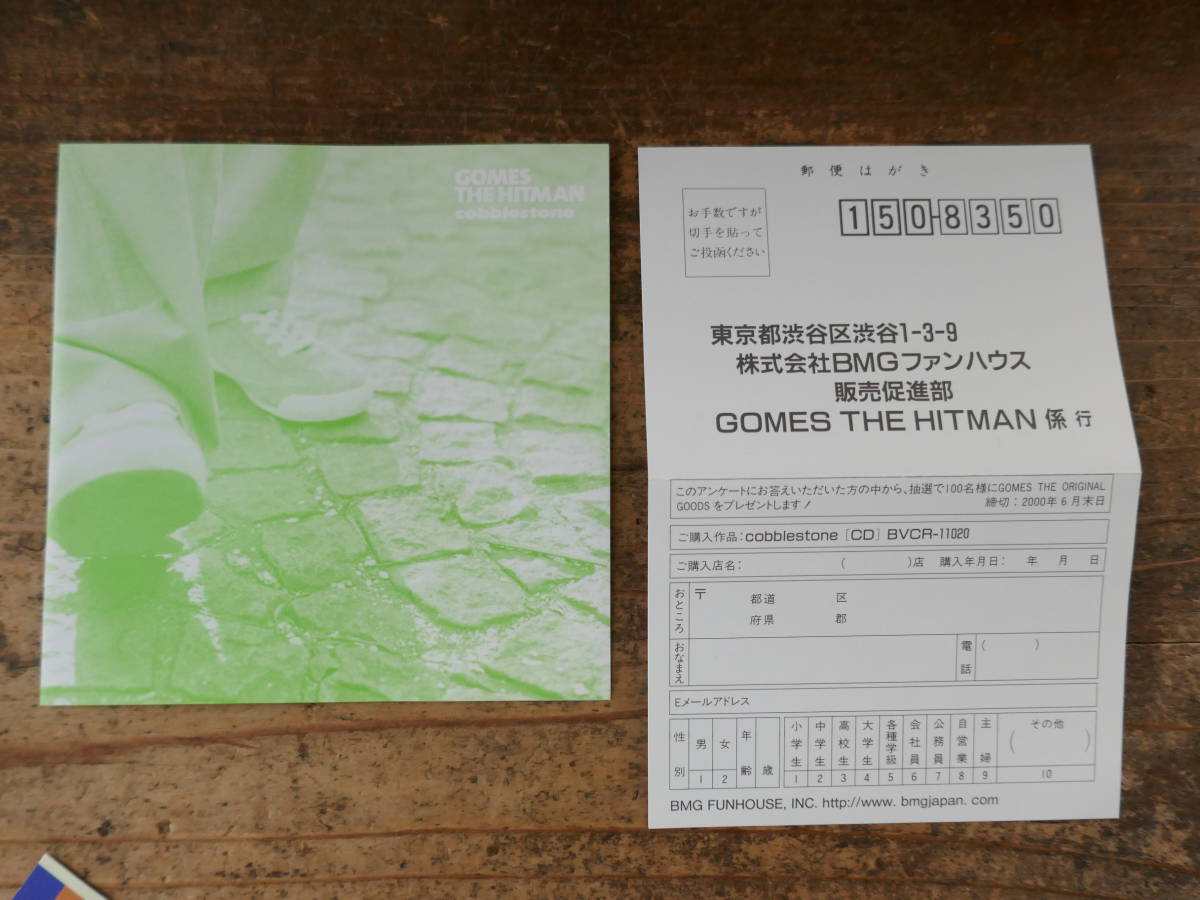 GOMES
THE HITMAN
cobblestone
郵便はがき
お手数ですが
切手を貼って
ご投函ください
150-8350
東京都渋谷区渋谷1-3-9
株式会社BMGファンハウス
販売促進部
GOMES THE HITMAN 係 行
このアンケートにお答えいただいた方の中から、抽選で100名様にGOMES THE ORIGINAL
GOODSをプレゼントします! 締切:2000年6月末日
ご購入作品:cobblestone [CD] BVCR-11020
ご購入店名: ( )店 購入年月日: 年 月 日
おところ 〒 都道 区
府県 郡
おなまえ 電話 ( )
Eメールアドレス
性別 男 女 年齢 歳 小学生 中学生 高校生 大学生 各種学級 会社員 公務員 自営業 主婦 その他 ( )
1 2 1 2 3 4 5 6 7 8 9 10
BMG FUNHOUSE, INC. http://www. bmgjapan. com